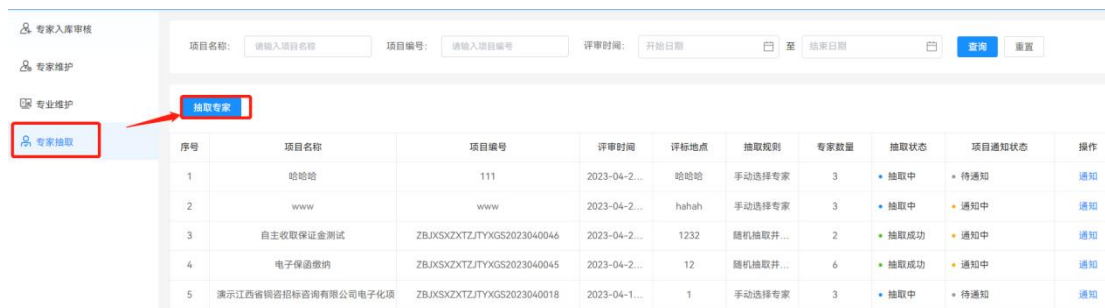 专家入库审核
专家维护
专业维护
专家抽取
项目名称: 请输入项目名称 项目编号: 请输入项目编号 评审时间: 开始日期 至 结束日期 查询 重置
抽取专家
序号 项目名称 项目编号 评审时间 评标地点 抽取规则 专家数量 抽取状态 项目通知状态 操作
1 哈哈哈 111 2023-04-2... 哈哈哈 手动选择专家 3 抽取中 待通知 通知
2 www www 2023-04-2... hahah 手动选择专家 3 抽取中 通知中 通知
3 自主收取保证金测试 ZBJXSXZXTZJTYXGS2023040046 2023-04-2... 1232 随机抽取并... 2 抽取成功 通知中 通知
4 电子保函缴纳 ZBJXSXZXTZJTYXGS2023040045 2023-04-2... 12 随机抽取并... 6 抽取成功 通知中 通知
5 演示江西省铜咨招标咨询有限公司电子化项 ZBJXSXZXTZJTYXGS2023040018 2023-04-1... 1 手动选择专家 3 抽取中 待通知 通知